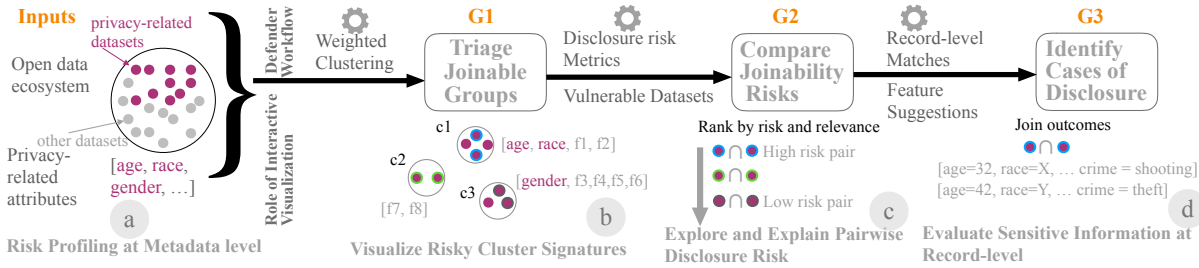 Inputs
privacy-related
datasets
Open data
ecosystem
other datasets
Privacy-
related
attributes
[age, race,
gender, …]
a
Risk Profiling at Metadata level
Defender
Workflow
Role of Interactive
Visualization
Weighted
Clustering
G1
Triage
Joinable
Groups
c1
[age, race, f1, f2]
c2
[gender, f3,f4,f5,f6]
c3
[f7, f8]
b
Visualize Risky Cluster Signatures
Disclosure risk
Metrics
Vulnerable Datasets
G2
Compare
Joinability
Risks
Rank by risk and relevance
∩ High risk pair
∩
∩ Low risk pair
c
Explore and Explain Pairwise
Disclosure Risk
Record-level
Matches
Feature
Suggestions
G3
Identify
Cases of
Disclosure
Join outcomes
∩
[age=32, race=X, … crime = shooting]
[age=42, race=Y, … crime = theft]
d
Evaluate Sensitive Information at
Record-level